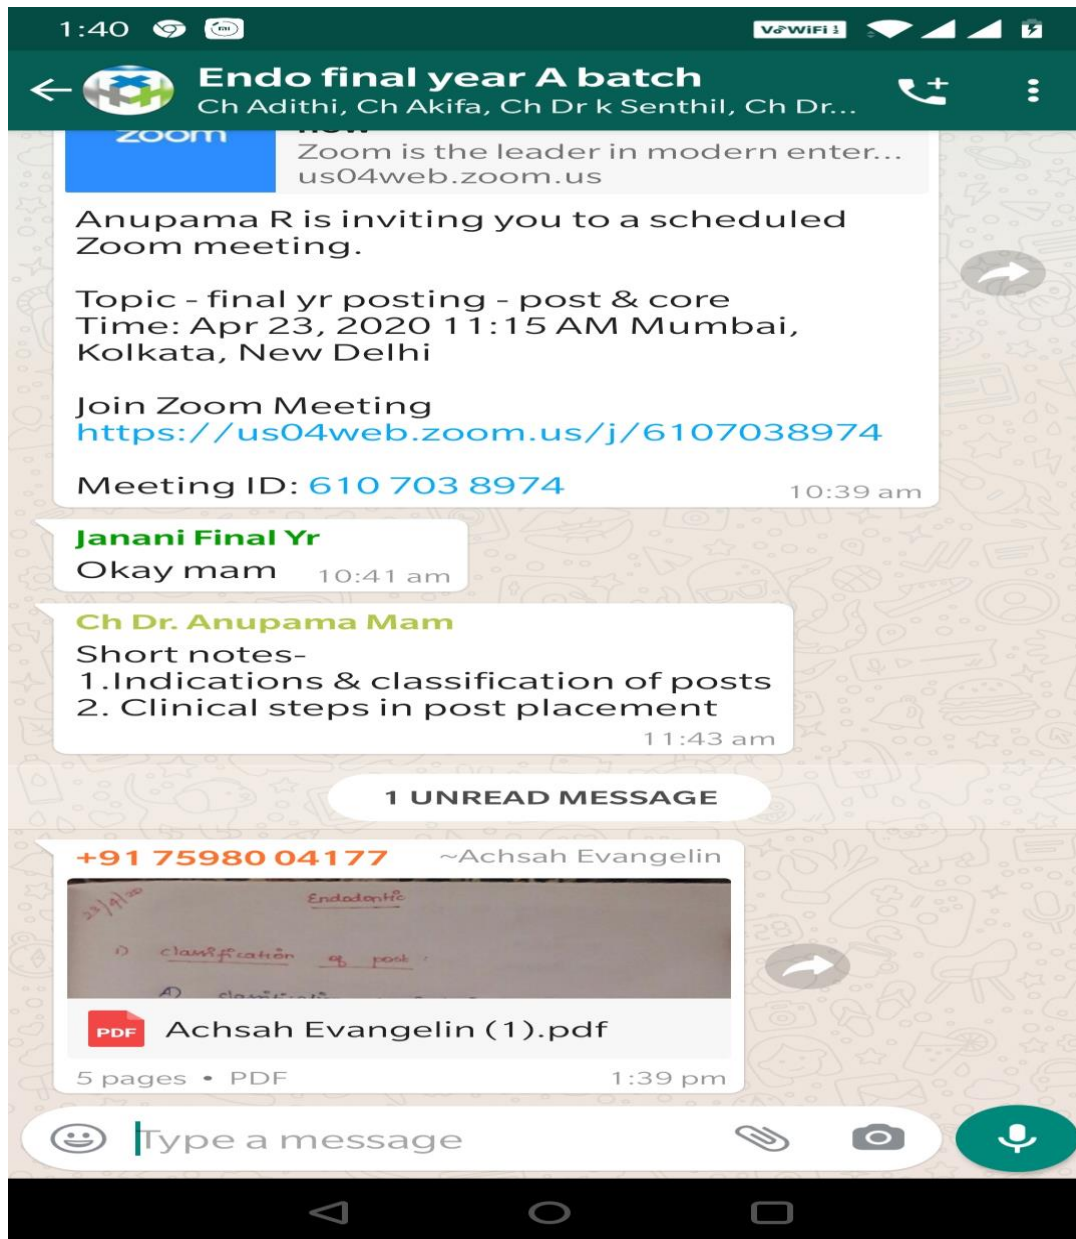 1:40
VoWiFi 1
Endo final year A batch
Ch Adithi, Ch Akifa, Ch Dr k Senthil, Ch Dr...
zoom
Zoom is the leader in modern enter...
us04web.zoom.us
Anupama R is inviting you to a scheduled
Zoom meeting.
Topic - final yr posting - post & core
Time: Apr 23, 2020 11:15 AM Mumbai,
Kolkata, New Delhi
Join Zoom Meeting
https://us04web.zoom.us/j/6107038974
Meeting ID: 610 703 8974
10:39 am
Janani Final Yr
Okay mam 10:41 am
Ch Dr. Anupama Mam
Short notes-
1.Indications & classification of posts
2. Clinical steps in post placement
11:43 am
1 UNREAD MESSAGE
+91 75980 04177 ~Achsah Evangelin
23/4/20
Endodontic
1) classification of post
A)
PDF Achsah Evangelin (1).pdf
5 pages • PDF 1:39 pm
Type a message